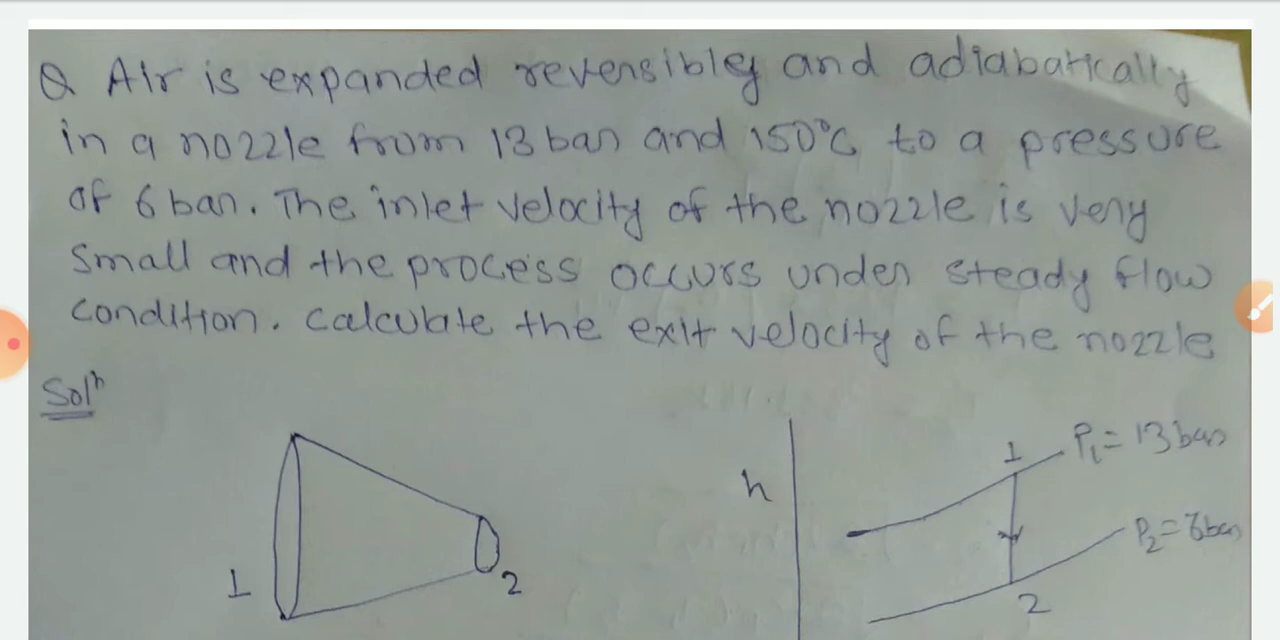 Q Air is expanded reversibly and adiabatically
in a nozzle from 13 bar and 150°C to a pressure
of 6 bar. The inlet velocity of the nozzle is very
small and the process occurs under steady flow
condition. calculate the exit velocity of the nozzle
Solⁿ
1 2
h
1 P₁ = 13 bar
P₂ = 6 bar
2